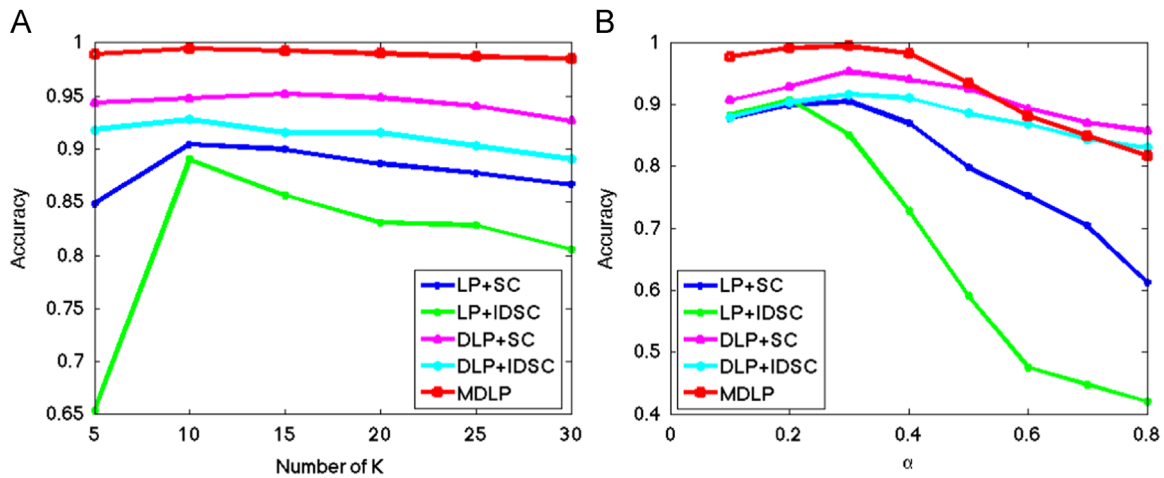 A
Accuracy
1
0.95
0.9
0.85
0.8
0.75
0.7
0.65
5 10 15 20 25 30
Number of K
LP+SC
LP+IDSC
DLP+SC
DLP+IDSC
MDLP
B
Accuracy
1
0.9
0.8
0.7
0.6
0.5
0.4
0 0.2 0.4 0.6 0.8
α
LP+SC
LP+IDSC
DLP+SC
DLP+IDSC
MDLP